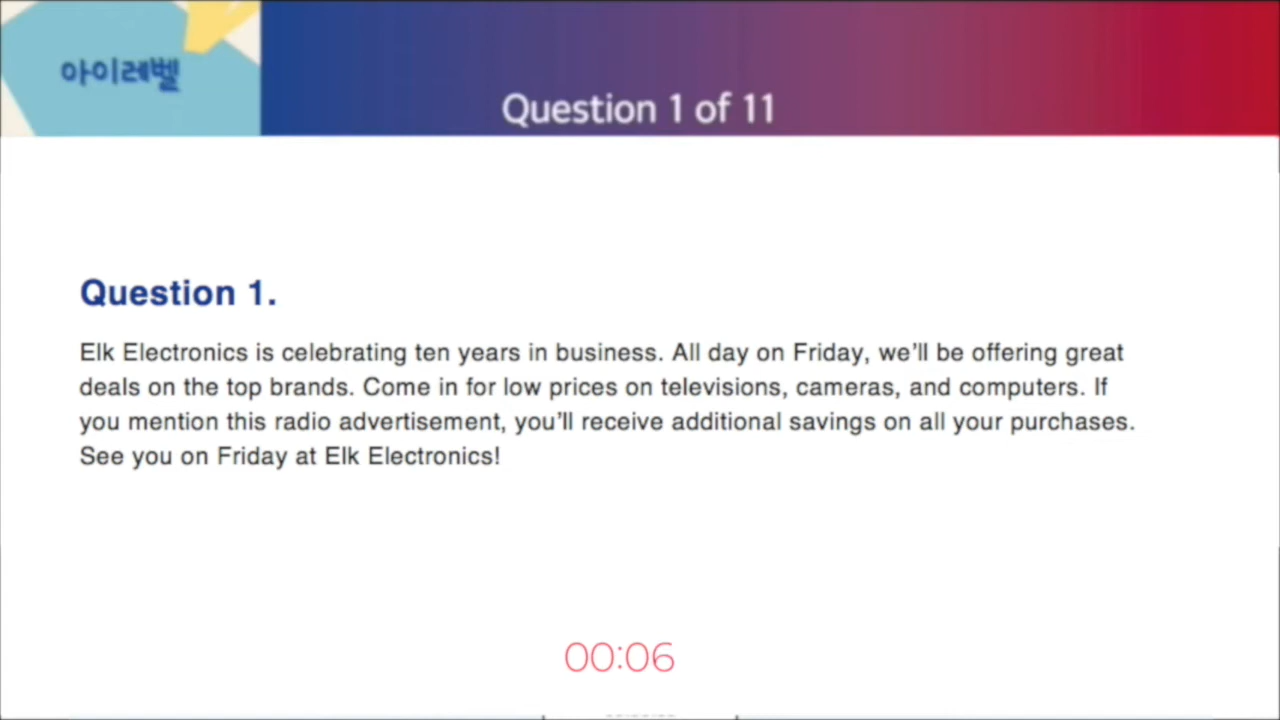 아이레벨
Question 1 of 11
Question 1.
Elk Electronics is celebrating ten years in business. All day on Friday, we'll be offering great
deals on the top brands. Come in for low prices on televisions, cameras, and computers. If
you mention this radio advertisement, you'll receive additional savings on all your purchases.
See you on Friday at Elk Electronics!
00:06